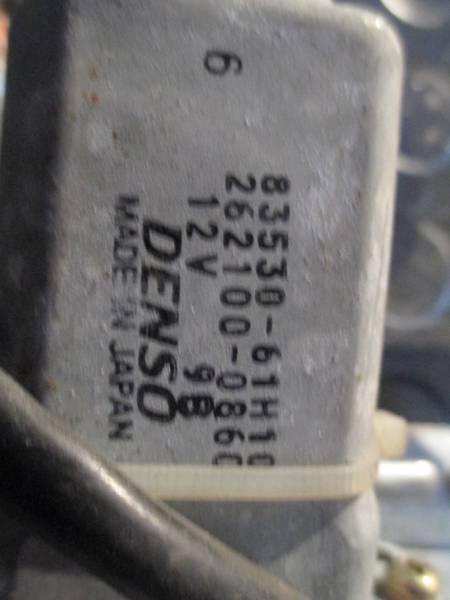 6
83530-61H10
262100-0860
12V 98
DENSO
MADE IN JAPAN